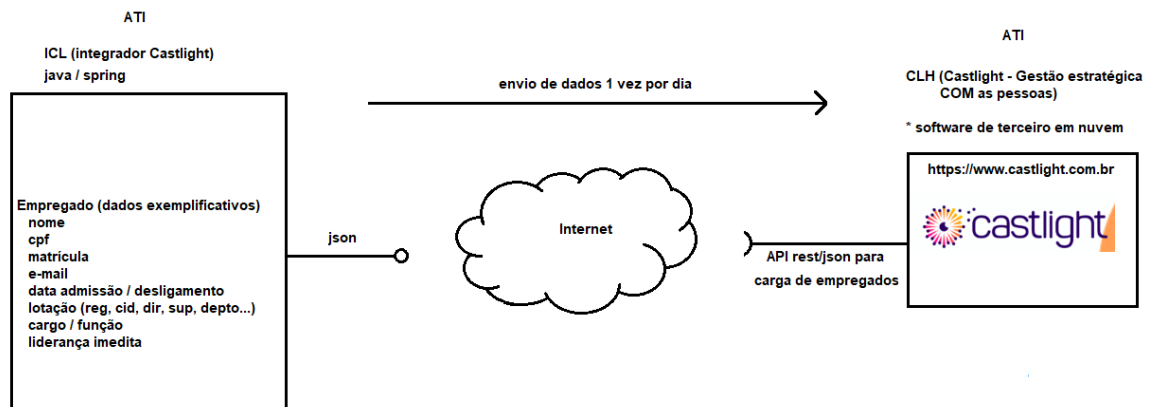 ATI
ICL (integrador Castlight)
java / spring
Empregado (dados exemplificativos)
nome
cpf
matrícula
e-mail
data admissão / desligamento
lotação (reg, cid, dir, sup, depto...)
cargo / função
liderança imedita
json
envio de dados 1 vez por dia
Internet
API rest/json para
carga de empregados
ATI
CLH (Castlight - Gestão estratégica
COM as pessoas)
* software de terceiro em nuvem
https://www.castlight.com.br
castlight